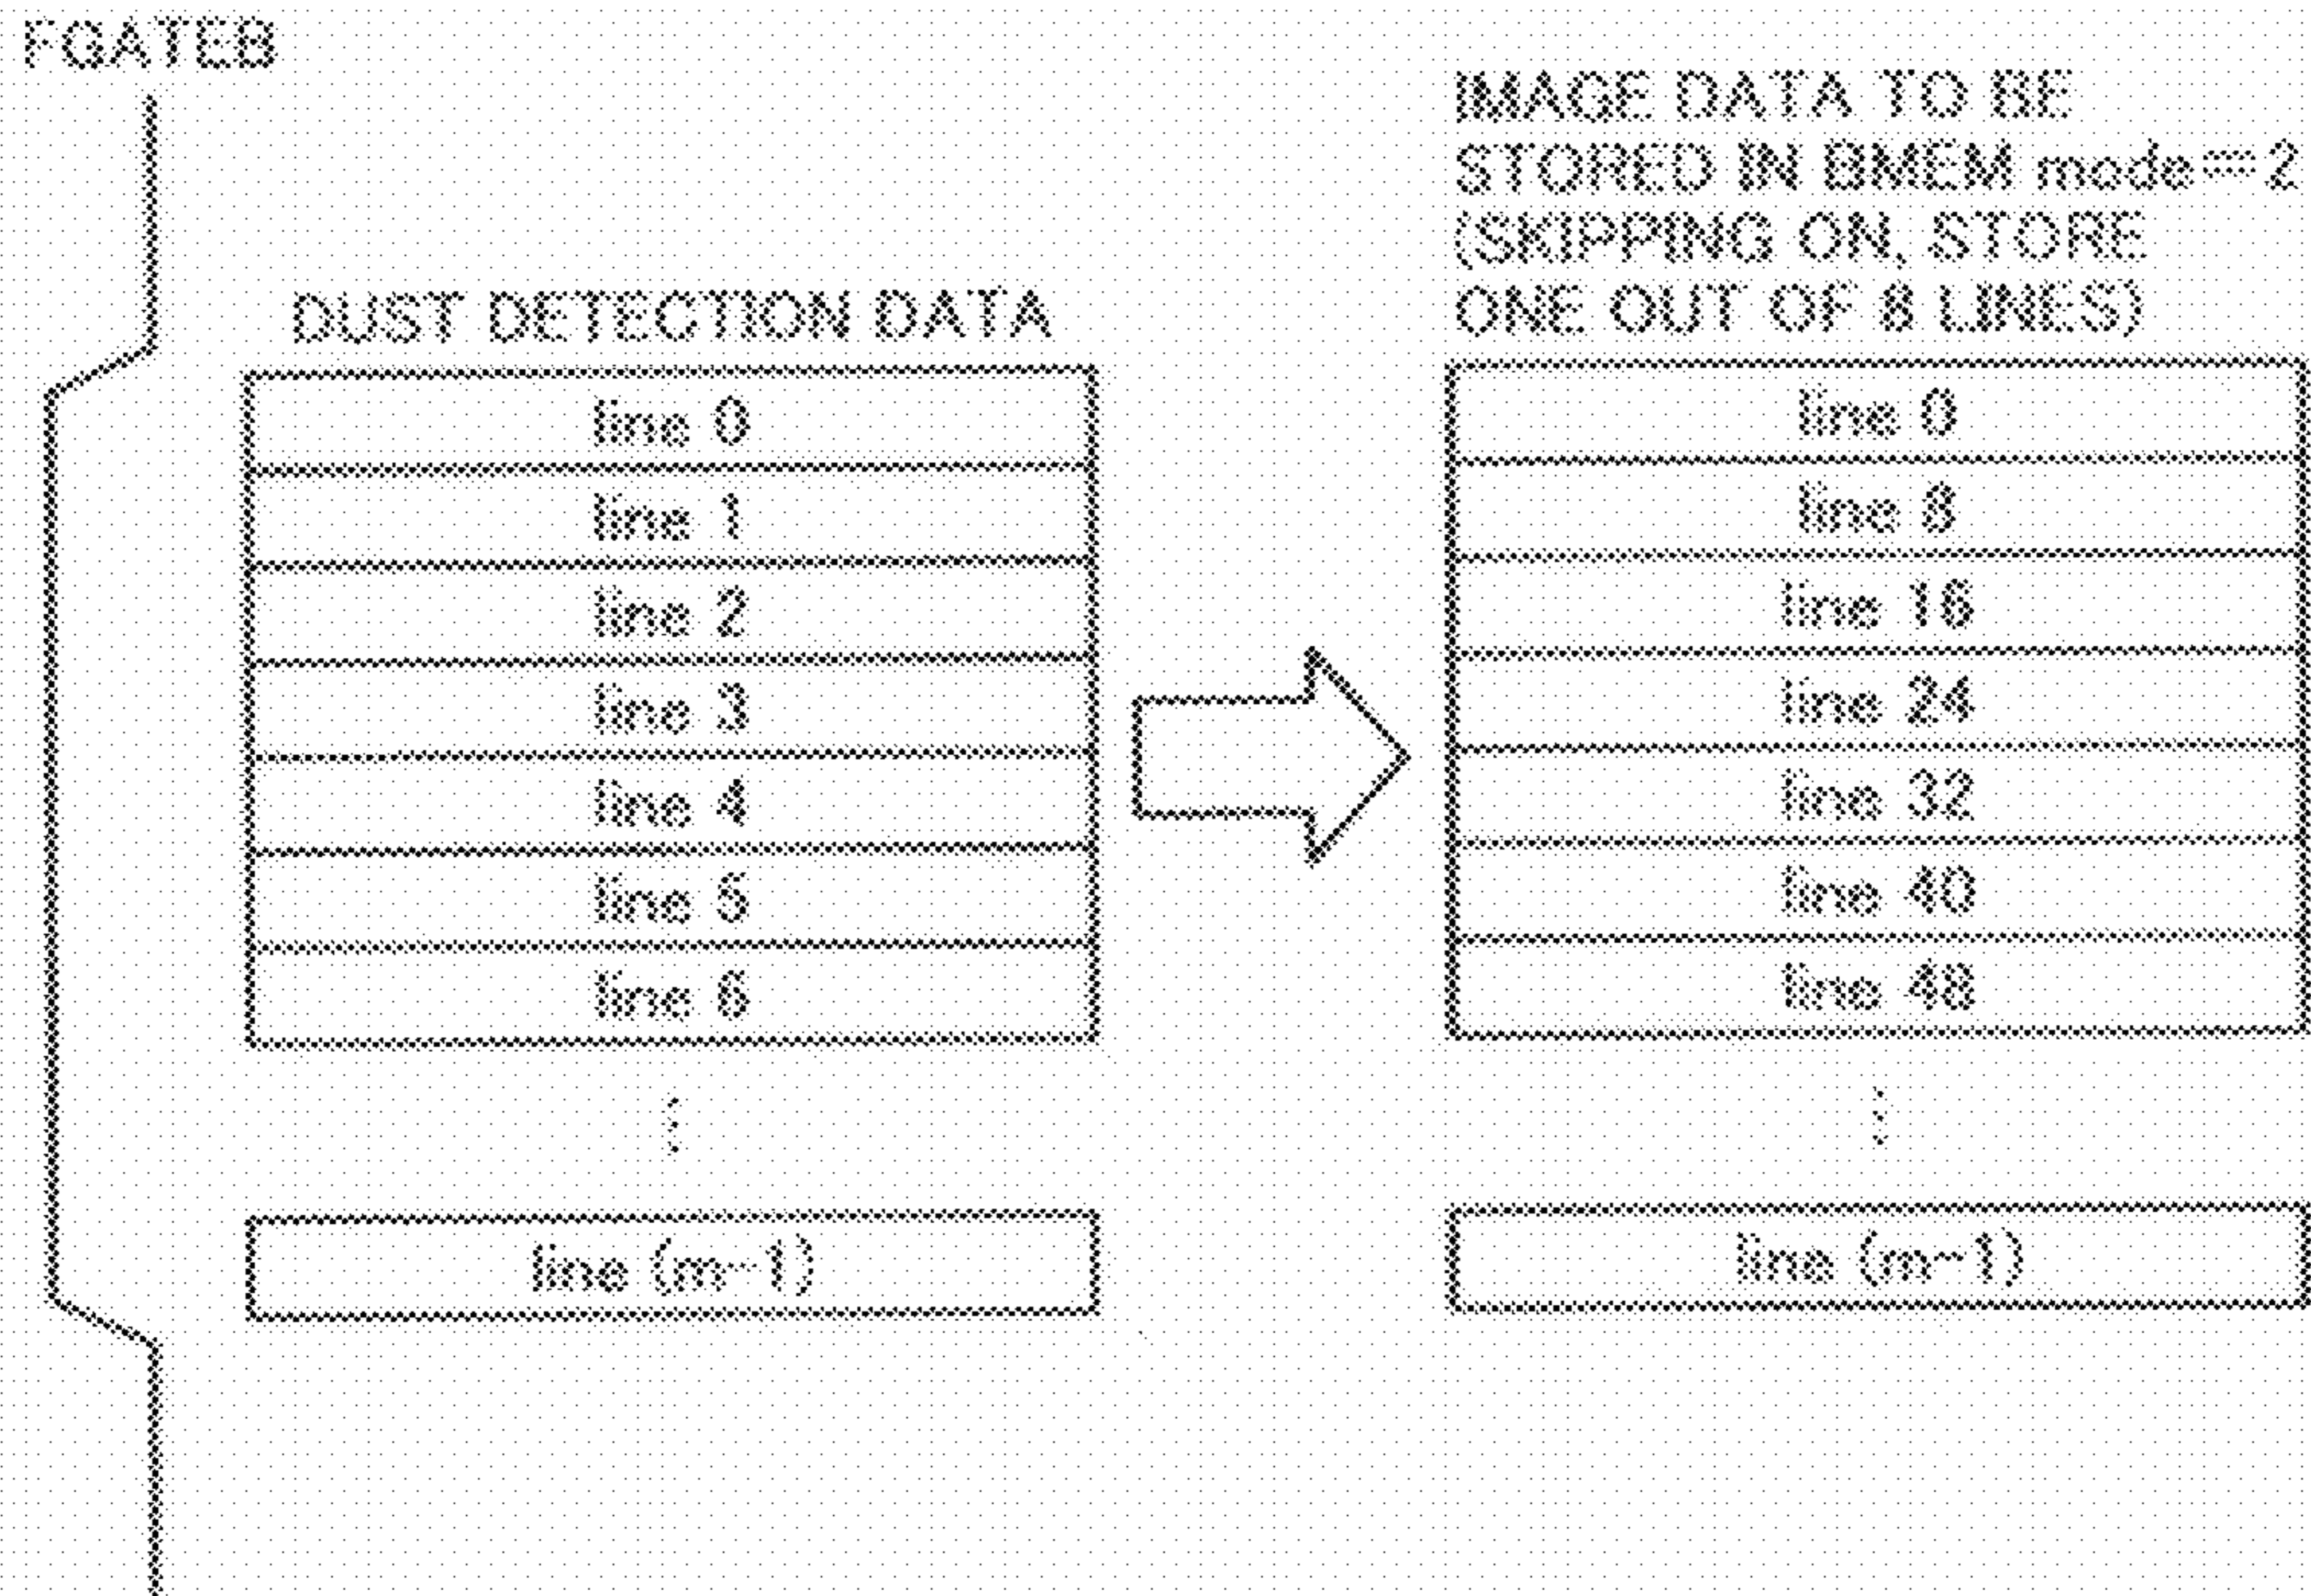 FGATEB
DUST DETECTION DATA
line 0
line 1
line 2
line 3
line 4
line 5
line 6
⋮
line (m-1)
IMAGE DATA TO BE
STORED IN BMEM mode=2
(SKIPPING ON, STORE
ONE OUT OF 8 LINES)
line 0
line 8
line 16
line 24
line 32
line 40
line 48
⋮
line (m-1)